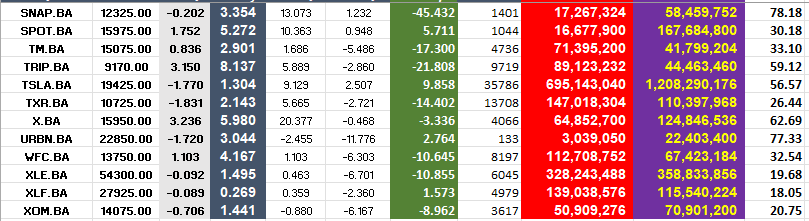 SNAP.BA 12325.00 -0.202 3.354 13.073 1.232 -45.432 1401 17,267,324 58,459,752 78.18
SPOT.BA 15975.00 1.752 5.272 10.363 0.948 5.711 1044 16,677,900 167,684,800 30.18
TM.BA 15075.00 0.836 2.901 1.686 -5.486 -17.300 4736 71,395,200 41,799,204 33.10
TRIP.BA 9170.00 3.150 8.137 5.889 -2.860 -21.808 9719 89,123,232 44,463,460 59.12
TSLA.BA 19425.00 -1.770 1.304 9.129 2.507 9.858 35786 695,143,040 1,208,290,176 56.57
TXR.BA 10725.00 -1.831 2.143 5.665 -2.721 -14.402 13708 147,018,304 110,397,968 26.44
X.BA 15950.00 3.236 5.980 20.377 -0.468 -3.336 4066 64,852,700 124,846,536 62.69
URBN.BA 22850.00 -1.720 3.044 -2.455 -11.776 2.764 133 3,039,050 22,403,400 77.33
WFC.BA 13750.00 1.103 4.167 1.103 -6.303 -10.645 8197 112,708,752 67,423,184 32.54
XLE.BA 54300.00 -0.092 1.495 0.463 -6.701 -10.855 6045 328,243,488 358,833,856 19.68
XLF.BA 27925.00 -0.089 0.269 0.359 -2.360 1.573 4979 139,038,576 115,540,224 18.05
XOM.BA 14075.00 -0.706 1.441 -0.880 -6.167 -8.962 3617 50,909,276 70,901,200 20.75